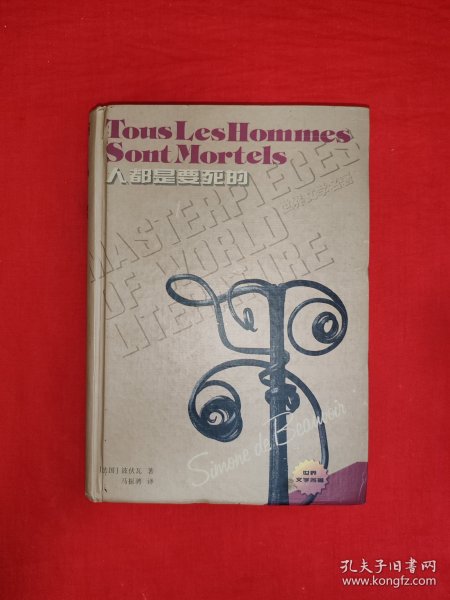 Tous Les Hommes
Sont Mortels
人都是要死的
MASTERPIECES
OF WORLD
LITERATURE
世界文学名著
Simone de Beauvoir
[法国] 波伏瓦 著
马振骋 译
世界
文学名著
孔夫子旧书网
www.kongfz.com